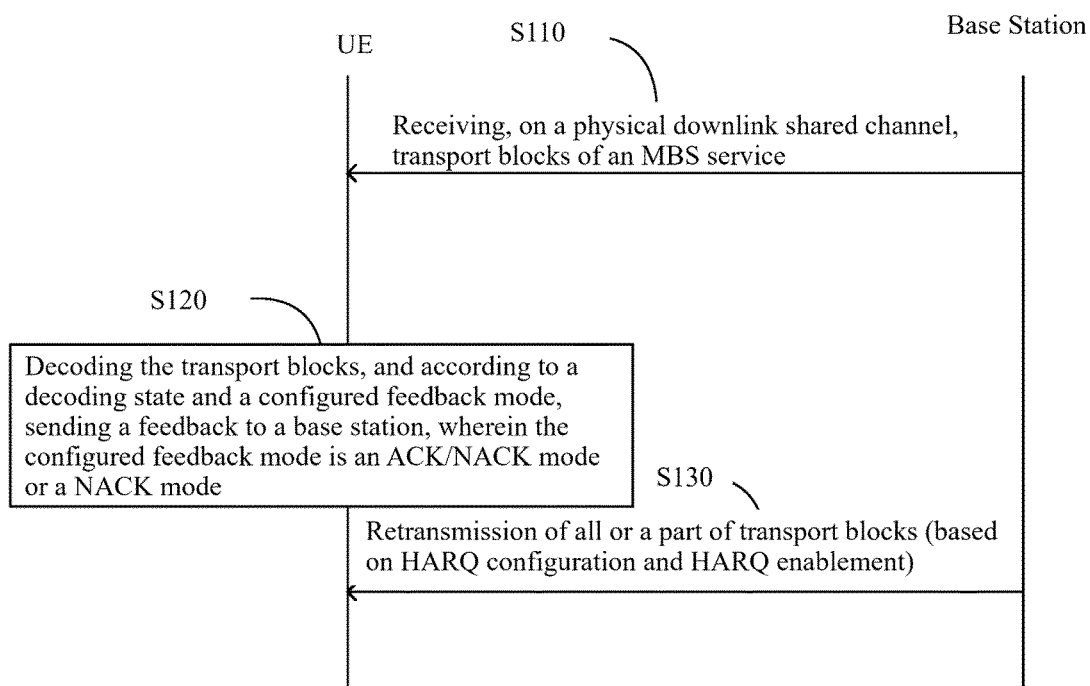 UE
S110
Base Station
Receiving, on a physical downlink shared channel,
transport blocks of an MBS service
S120
Decoding the transport blocks, and according to a
decoding state and a configured feedback mode,
sending a feedback to a base station, wherein the
configured feedback mode is an ACK/NACK mode
or a NACK mode
S130
Retransmission of all or a part of transport blocks (based
on HARQ configuration and HARQ enablement)